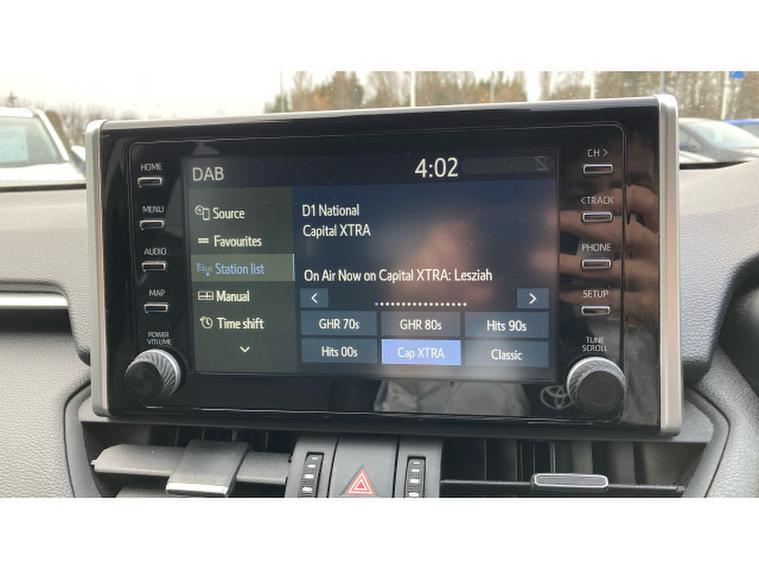 HOME
MENU
AUDIO
MAP
POWER
VOLUME
DAB
4:02
Source
Favourites
Station list
Manual
Time shift
D1 National
Capital XTRA
On Air Now on Capital XTRA: Lesziah
<
>
GHR 70s
GHR 80s
Hits 90s
Hits 00s
Cap XTRA
Classic
CH >
< TRACK
PHONE
SETUP
TUNE
SCROLL